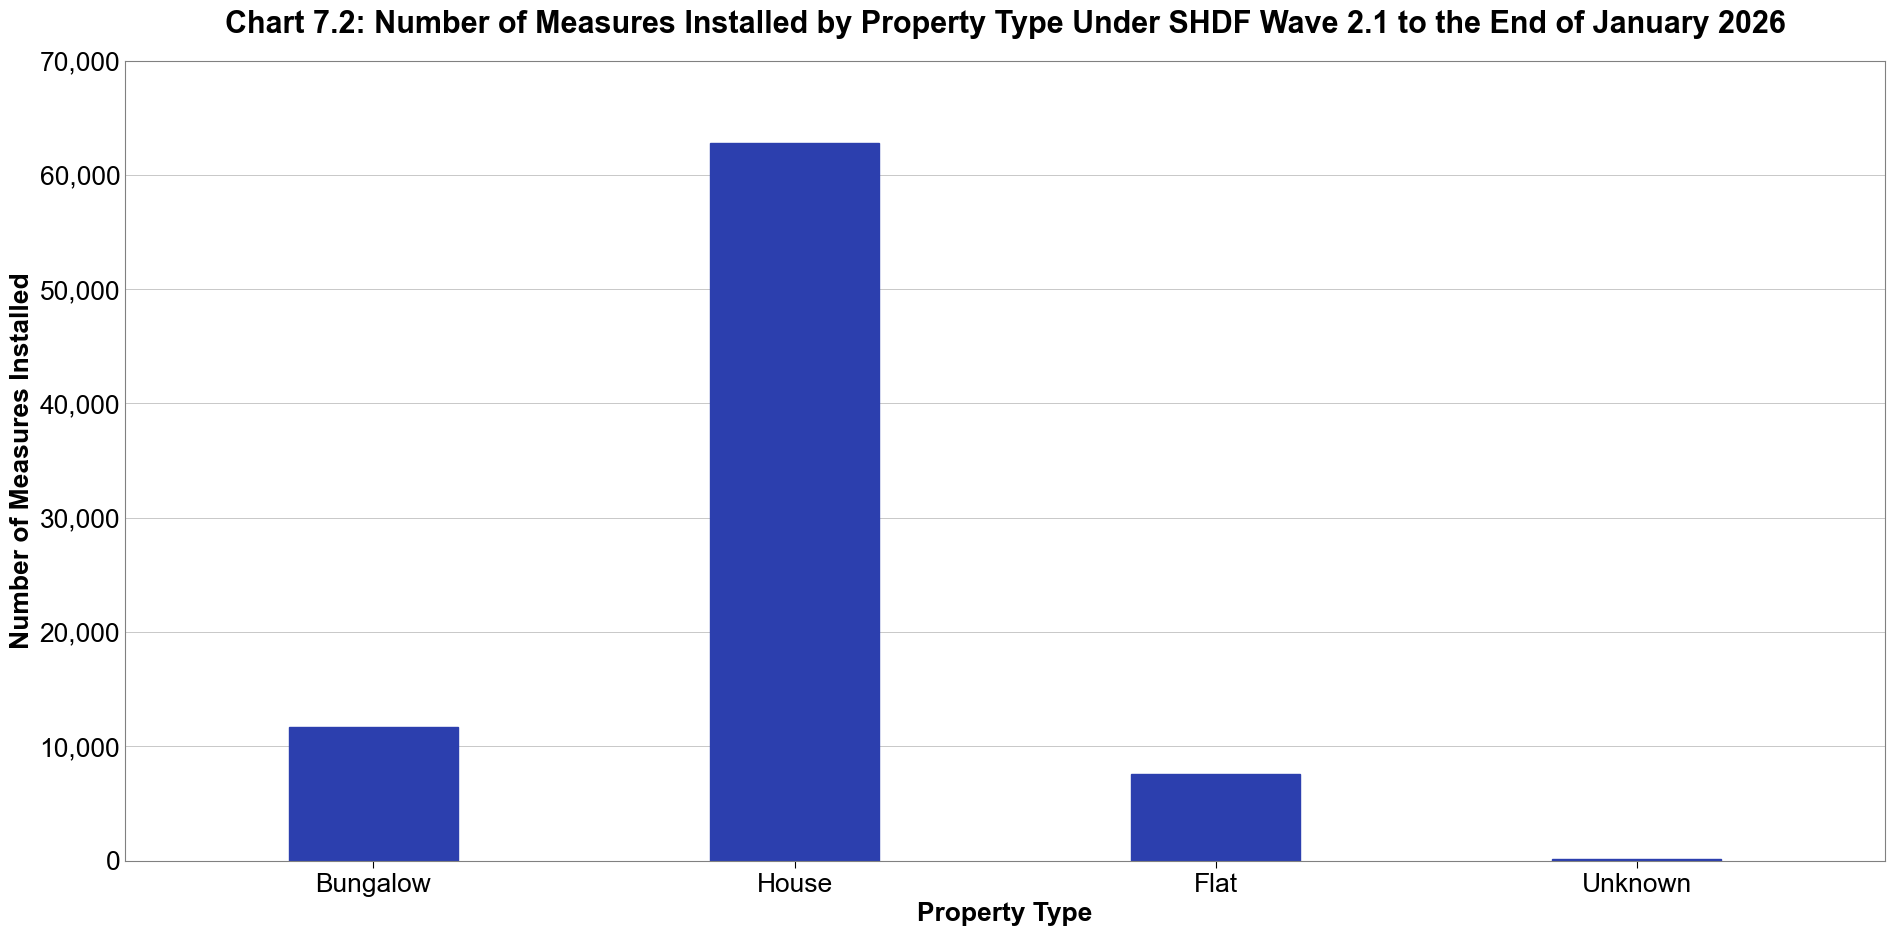 Chart 7.2: Number of Measures Installed by Property Type Under SHDF Wave 2.1 to the End of January 2026
Number of Measures Installed
70,000
60,000
50,000
40,000
30,000
20,000
10,000
0
Bungalow
House
Flat
Unknown
Property Type